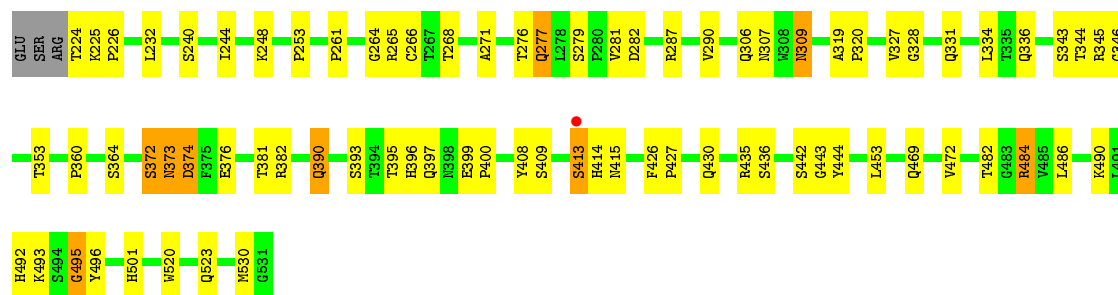 GLU SER ARG T224 K225 P226 L232 S240 I244 K248 P253 P261 G264 R265 C266 T267 T268 A271 T276 Q277 L278 S279 P280 V281 D282 R287 V290 Q306 N307 W308 N309 A319 P320 V327 G328 Q331 L334 T335 Q336 S343 T344 R345
T353 P360 S364 S372 N373 D374 F375 E376 T381 R382 Q390 S393 T394 T395 H396 Q397 N398 E399 P400 Y408 S409 S413 H414 N415 F426 P427 Q430 R435 S436 S442 G443 Y444 L453 Q469 V472 T482 G483 R484 V485 L486 K490 L491
H492 K493 S494 G495 Y496 H501 W520 Q523 M530 G531